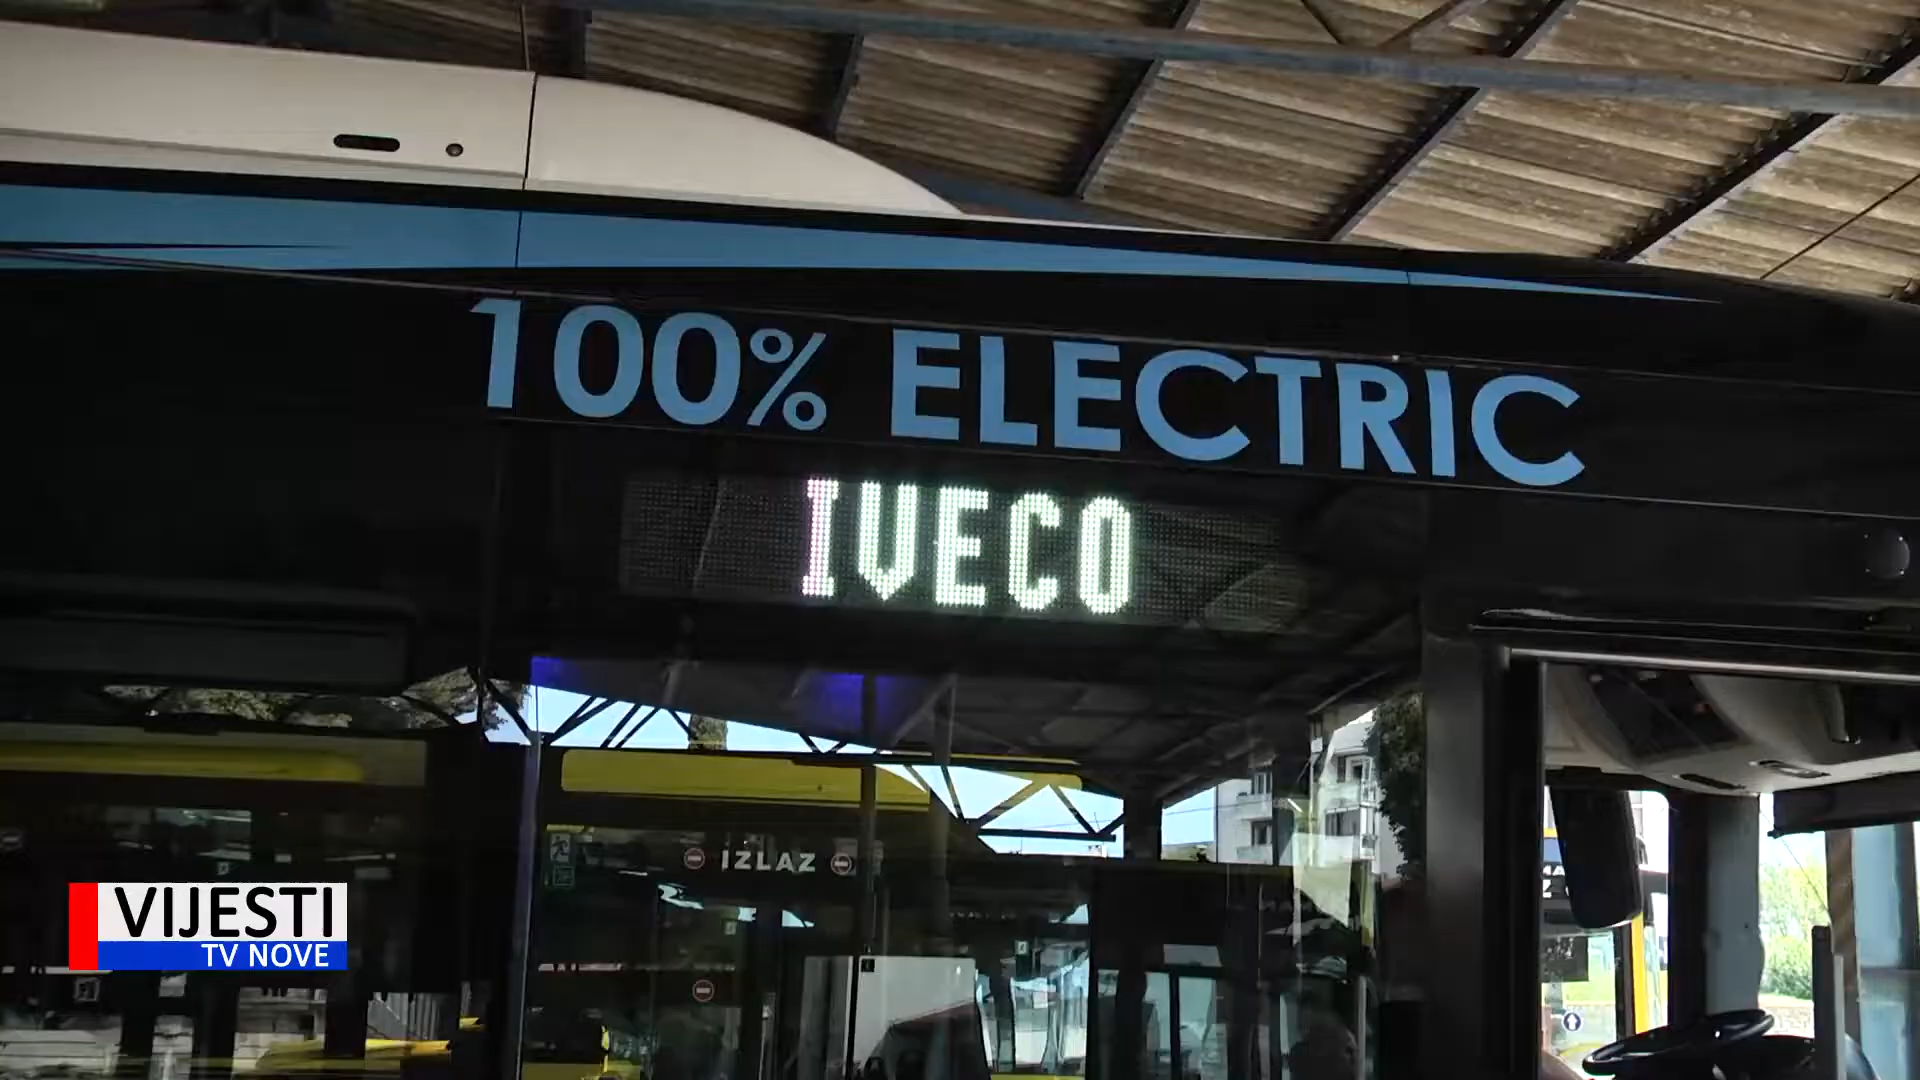 100% ELECTRIC
IVECO
IZLAZ
VIJESTI
TV NOVE